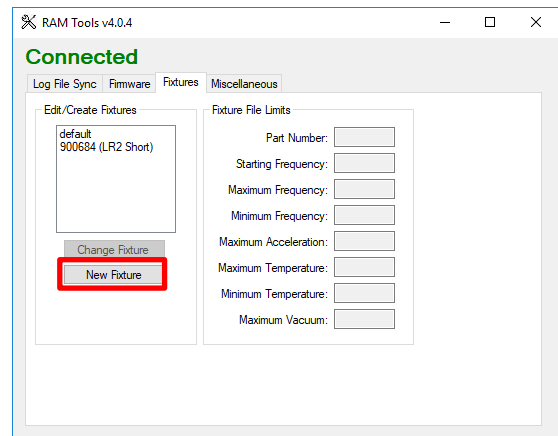 RAM Tools v4.0.4
Connected
Log File Sync
Firmware
Fixtures
Miscellaneous
Edit/Create Fixtures
default
900684 (LR2 Short)
Change Fixture
New Fixture
Fixture File Limits
Part Number:
Starting Frequency:
Maximum Frequency:
Minimum Frequency:
Maximum Acceleration:
Maximum Temperature:
Minimum Temperature:
Maximum Vacuum: